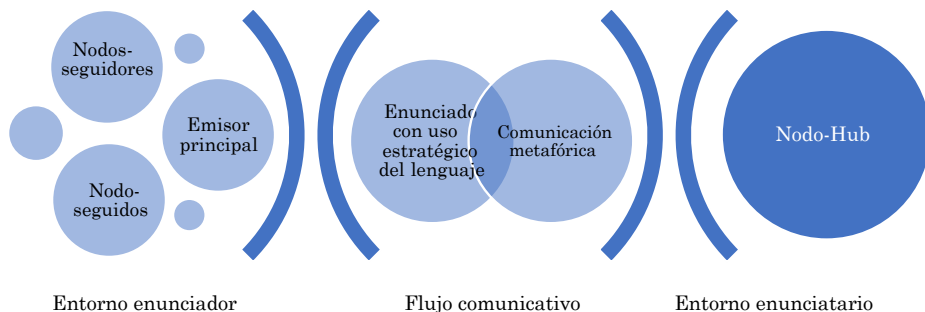 Nodos-
seguidores
Emisor
principal
Nodo-
seguidos
Enunciado
con uso
estratégico
del lenguaje
Comunicación
metafórica
Nodo-Hub
Entorno enunciador
Flujo comunicativo
Entorno enunciatario